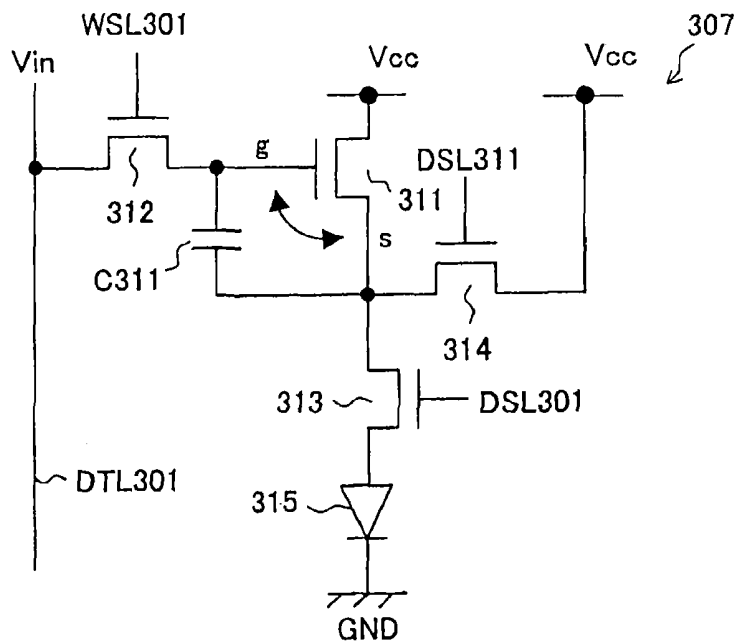 WSL301
307
Vin
Vcc
Vcc
g
DSL311
312
311
s
C311
314
313
DSL301
DTL301
315
GND